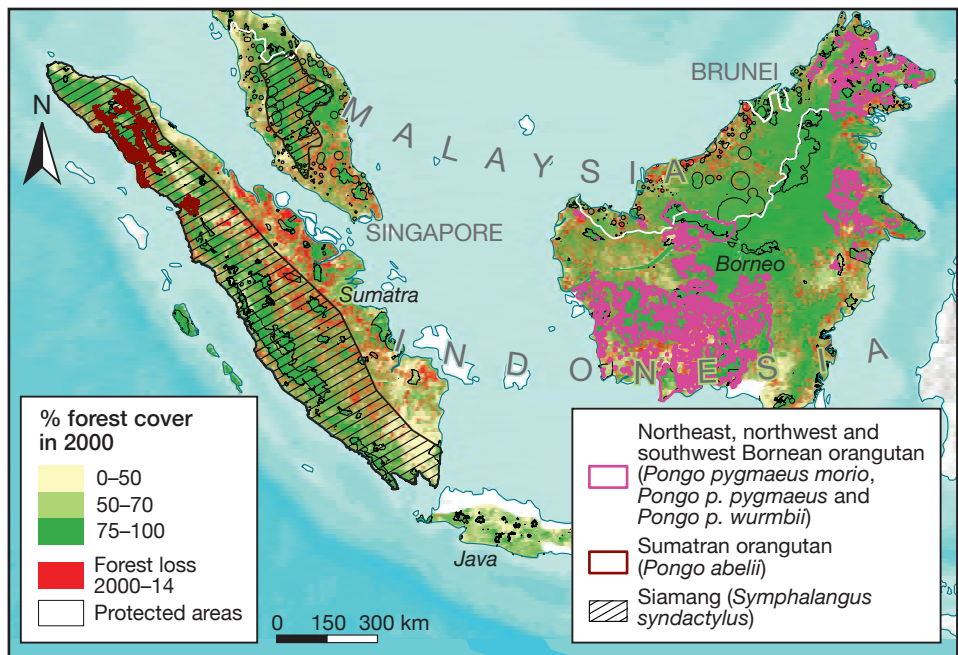 N
MALAYSIA
BRUNEI
SINGAPORE
Borneo
Sumatra
INDONESIA
Java
0 150 300 km
% forest cover
in 2000
0–50
50–70
75–100
Forest loss
2000–14
Protected areas
Northeast, northwest and
southwest Bornean orangutan
(Pongo pygmaeus morio,
Pongo p. pygmaeus and
Pongo p. wurmbii)
Sumatran orangutan
(Pongo abelii)
Siamang (Symphalangus
syndactylus)